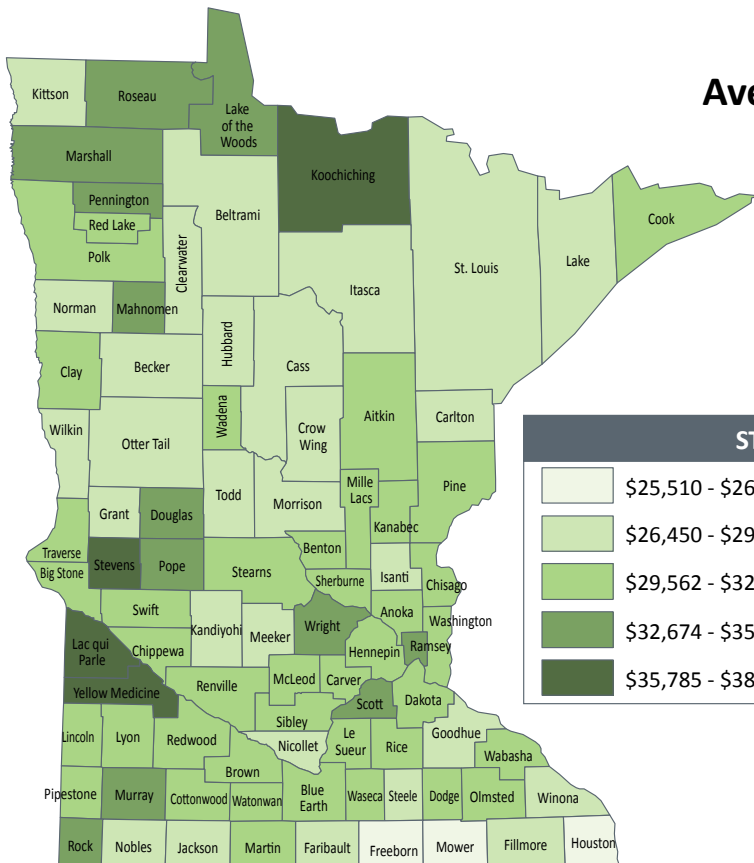 Ave
Kittson
Roseau
Lake
of the
Woods
Koochiching
Marshall
Pennington
Red Lake
Polk
Clearwater
Beltrami
Cook
St. Louis
Lake
Itasca
Norman
Mahnomen
Hubbard
Cass
Clay
Becker
Wadena
Aitkin
Carlton
Wilkin
Otter Tail
Crow
Wing
ST
$25,510 - $26
$26,450 - $29
$29,562 - $32
$32,674 - $35
$35,785 - $38
Grant
Douglas
Todd
Morrison
Mille
Lacs
Kanabec
Pine
Traverse
Big Stone
Stevens
Pope
Stearns
Benton
Sherburne
Isanti
Chisago
Swift
Kandiyohi
Meeker
Wright
Anoka
Washington
Lac qui
Parle
Chippewa
Hennepin
Ramsey
Yellow Medicine
Renville
McLeod
Carver
Scott
Dakota
Lincoln
Lyon
Redwood
Sibley
Nicollet
Le
Sueur
Rice
Goodhue
Wabasha
Brown
Pipestone
Murray
Cottonwood
Watonwan
Blue
Earth
Waseca
Steele
Dodge
Olmsted
Winona
Rock
Nobles
Jackson
Martin
Faribault
Freeborn
Mower
Fillmore
Houston